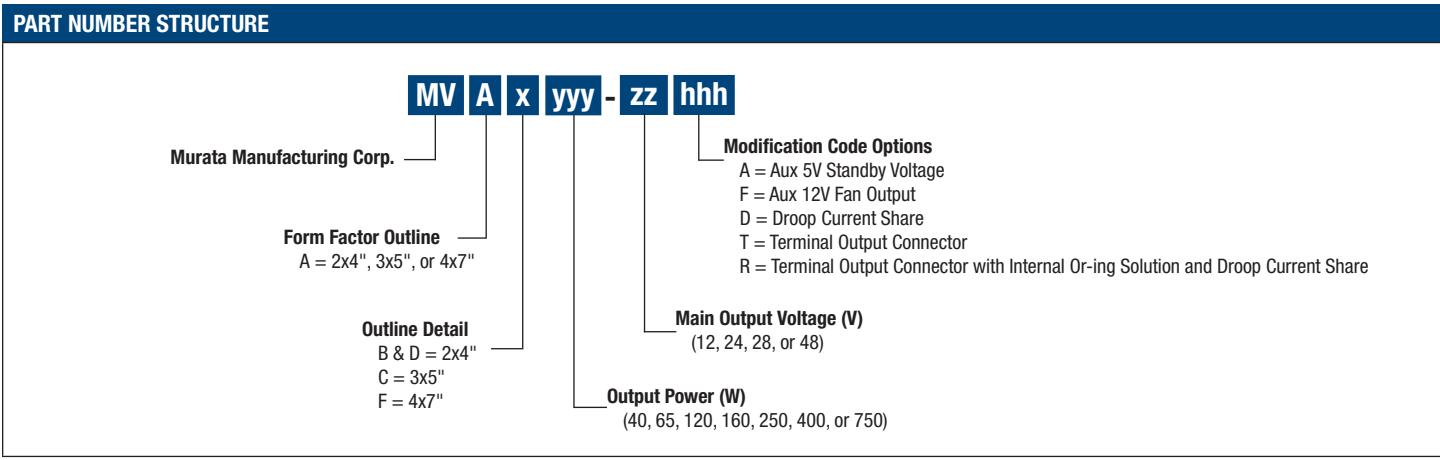 PART NUMBER STRUCTURE
MV A x yyy - zz hhh
Murata Manufacturing Corp.
Form Factor Outline
A = 2x4", 3x5", or 4x7"
Outline Detail
B & D = 2x4"
C = 3x5"
F = 4x7"
Output Power (W)
(40, 65, 120, 160, 250, 400, or 750)
Main Output Voltage (V)
(12, 24, 28, or 48)
Modification Code Options
A = Aux 5V Standby Voltage
F = Aux 12V Fan Output
D = Droop Current Share
T = Terminal Output Connector
R = Terminal Output Connector with Internal Or-ing Solution and Droop Current Share